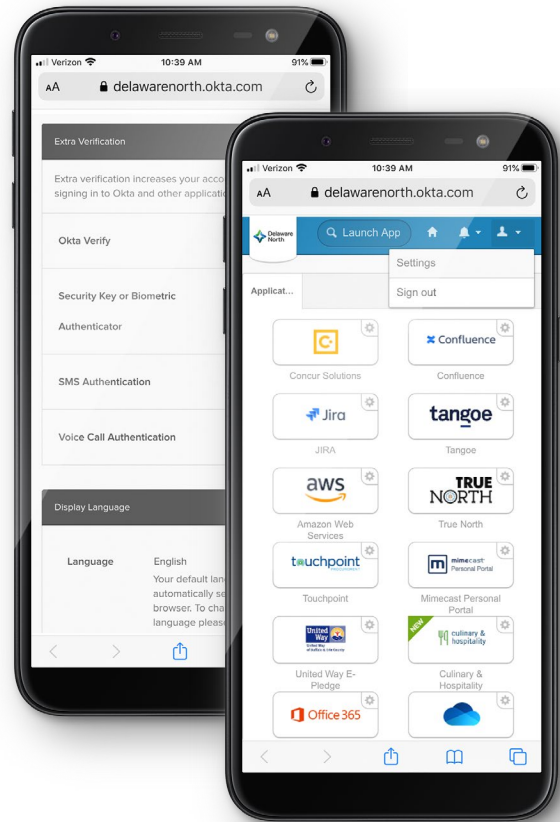 Verizon 10:39 AM 91%
AA delawarenorth.okta.com
Extra Verification
Extra verification increases your acco
signing in to Okta and other applicatio
Okta Verify
Security Key or Biometric
Authenticator
SMS Authentication
Voice Call Authentication
Display Language
Language English
Your default lan
automatically se
browser. To cha
language please
Verizon 10:39 AM 91%
AA delawarenorth.okta.com
Delaware
North
Launch App
Settings
Sign out
Applicat...
C.
Concur Solutions
Confluence
Confluence
Jira
JIRA
tangoe
Tangoe
aws
Amazon Web
Services
TRUE
NORTH
True North
touchpoint
Touchpoint
m mimecast
Personal Portal
Mimecast Personal
Portal
United
Way
United Way E-
Pledge
NEW
culinary &
hospitality
Culinary &
Hospitality
Office 365